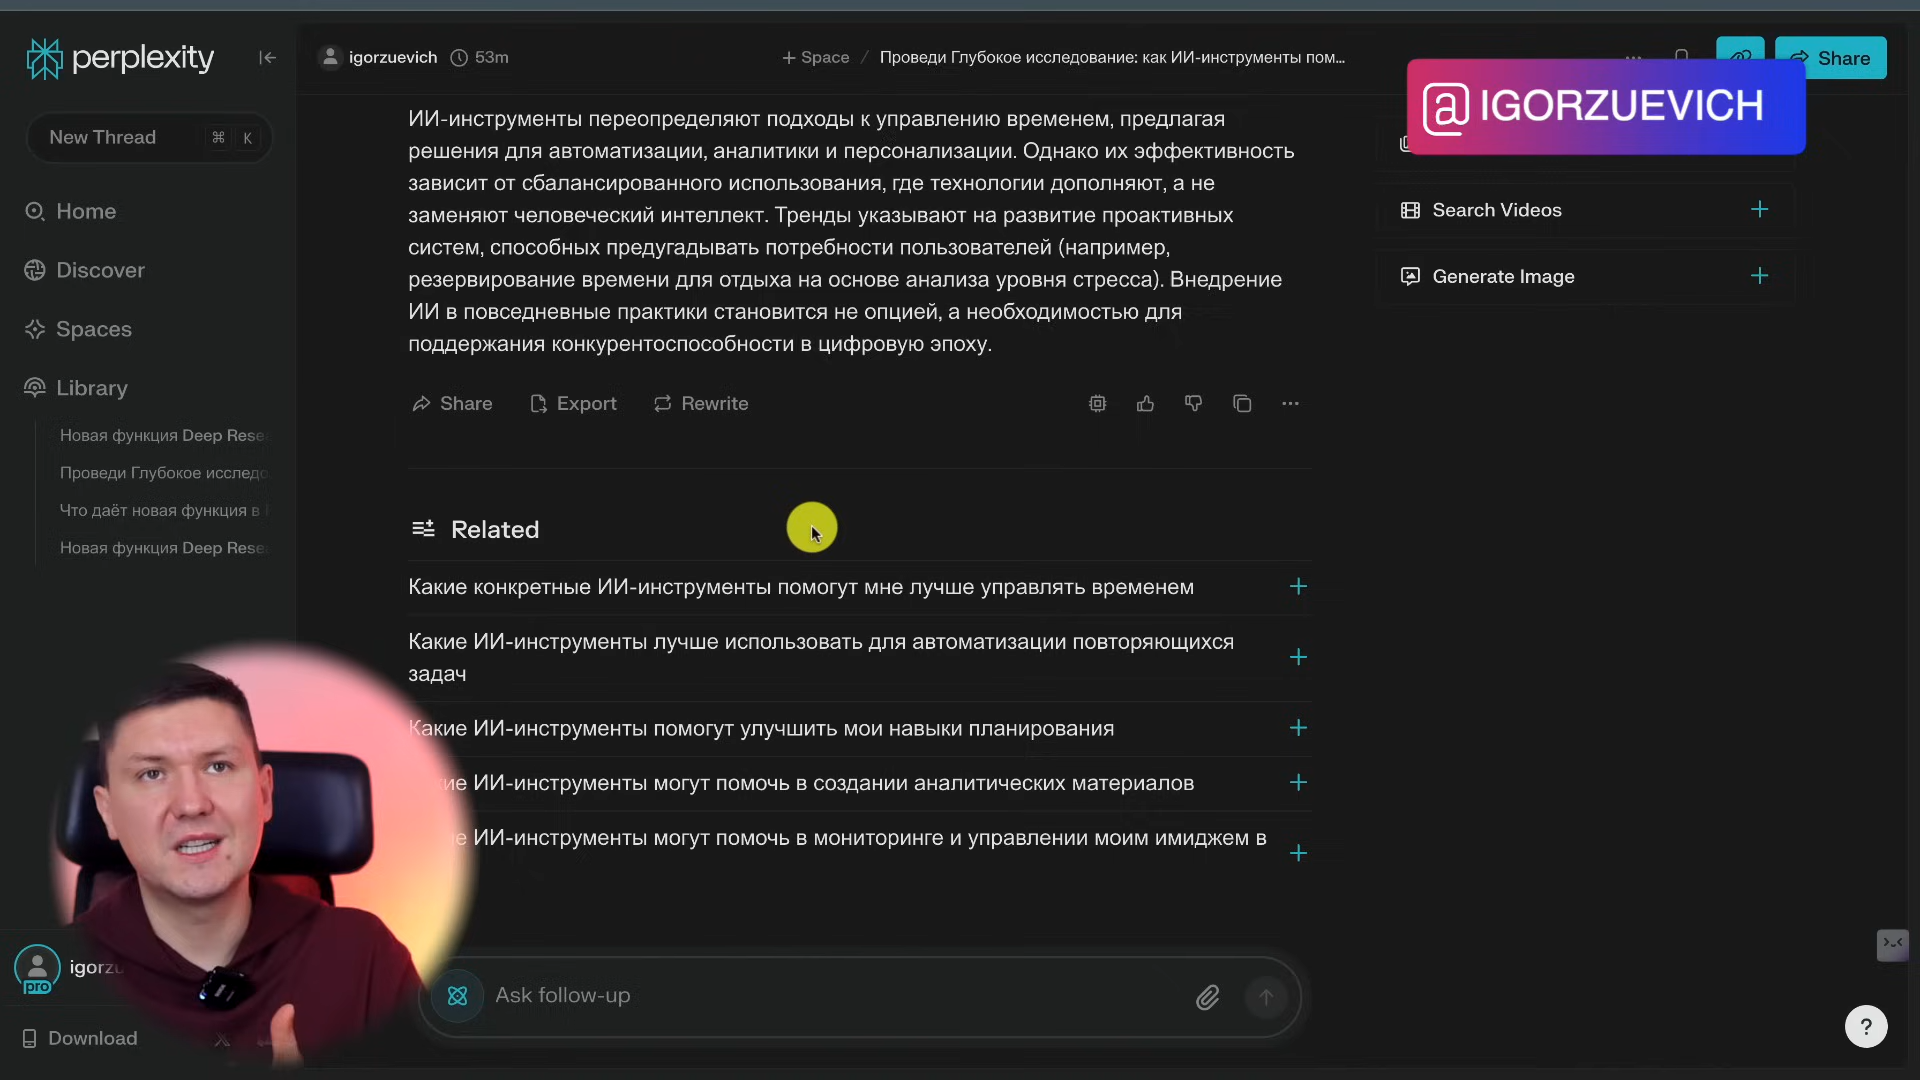 perplexity
New Thread
⌘ K
Home
Discover
Spaces
Library
Новая функция Deep Rese
Проведи Глубокое исследо
Что даёт новая функция в
Новая функция Deep Rese
pro
igorzu
Download
igorzuevich 53m
+ Space / Проведи Глубокое исследование: как ИИ-инструменты пом...
Share
@IGORZUEVICH
ИИ-инструменты переопределяют подходы к управлению временем, предлагая
решения для автоматизации, аналитики и персонализации. Однако их эффективность
зависит от сбалансированного использования, где технологии дополняют, а не
заменяют человеческий интеллект. Тренды указывают на развитие проактивных
систем, способных предугадывать потребности пользователей (например,
резервирование времени для отдыха на основе анализа уровня стресса). Внедрение
ИИ в повседневные практики становится не опцией, а необходимостью для
поддержания конкурентоспособности в цифровую эпоху.
Share Export Rewrite
Related
Какие конкретные ИИ-инструменты помогут мне лучше управлять временем
Какие ИИ-инструменты лучше использовать для автоматизации повторяющихся
задач
Какие ИИ-инструменты помогут улучшить мои навыки планирования
ие ИИ-инструменты могут помочь в создании аналитических материалов
е ИИ-инструменты могут помочь в мониторинге и управлении моим имиджем в
Ask follow-up
Search Videos
Generate Image
?